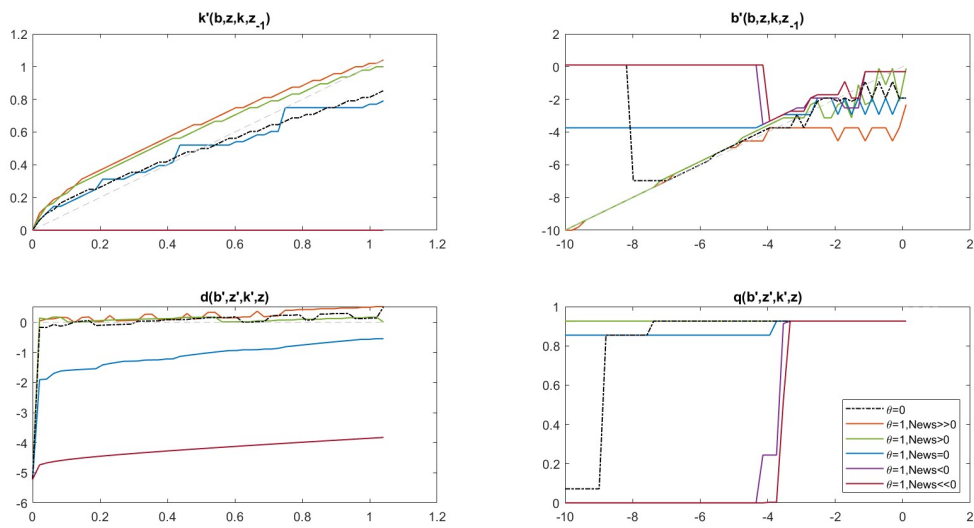 k'(b,z,k,z-1)
1.2
1
0.8
0.6
0.4
0.2
0
0 0.2 0.4 0.6 0.8 1 1.2
b'(b,z,k,z-1)
2
0
-2
-4
-6
-8
-10
-10 -8 -6 -4 -2 0 2
d(b',z',k',z)
0
-1
-2
-3
-4
-5
-6
0 0.2 0.4 0.6 0.8 1 1.2
q(b',z',k',z)
1
0.8
0.6
0.4
0.2
0
-10 -8 -6 -4 -2 0 2
θ=0
θ=1,News>>0
θ=1,News>0
θ=1,News=0
θ=1,News<0
θ=1,News<<0